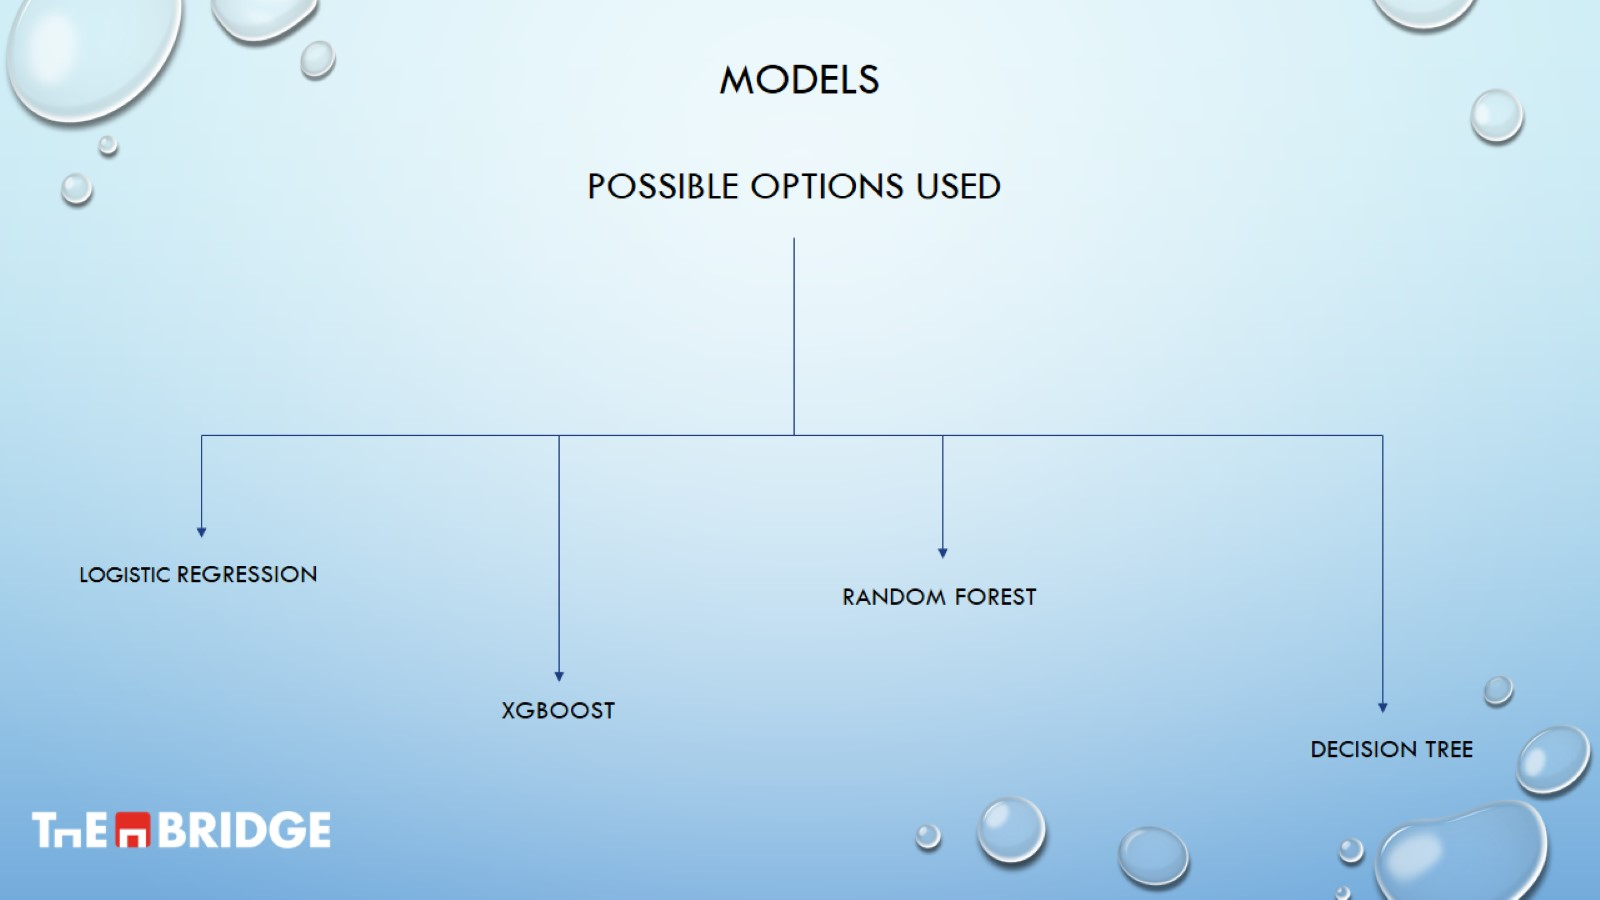 MODELS
POSSIBLE OPTIONS USED
LOGISTIC REGRESSION
RANDOM FOREST
XGBOOST
DECISION TREE
THE BRIDGE